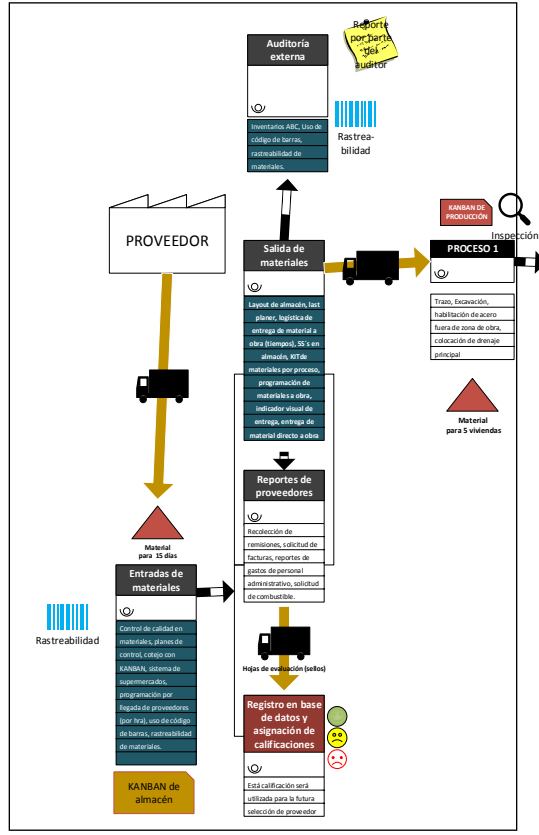 Auditoría
externa
Reporte
por parte
del
auditor
Inventarios ABC, Uso de
código de barras,
rastreabilidad de
materiales.
Rastrea-
bilidad
PROVEEDOR
Salida de
materiales
Layout de almacén, last
planer, logística de
entrega de material a
obra (tiempos), 5S´s en
almacén, KIT de
materiales por proceso,
programación de
materiales a obra,
indicador visual de
entrega, entrega de
material directo a obra
KANBAN DE
PRODUCCIÓN
Inspección
PROCESO 1
Trazo, Excavación,
habilitación de acero
fuera de zona de obra,
colocación de drenaje
principal
Material
para 5 viviendas
Reportes de
proveedores
Recolección de
remisiones, solicitud de
facturas, reportes de
gastos de personal
administrativo, solicitud
de combustible.
Material
para 15 días
Entradas de
materiales
Rastreabilidad
Control de calidad en
materiales, planes de
control, cotejo con
KANBAN, sistema de
supermercados,
programación por
llegada de proveedores
(por hra), uso de código
de barras, rastreabilidad
de materiales.
KANBAN de
almacén
Hojas de evaluación (sellos)
Registro en base
de datos y
asignación de
calificaciones
Está calificación será
utilizada para la futura
selección de proveedor